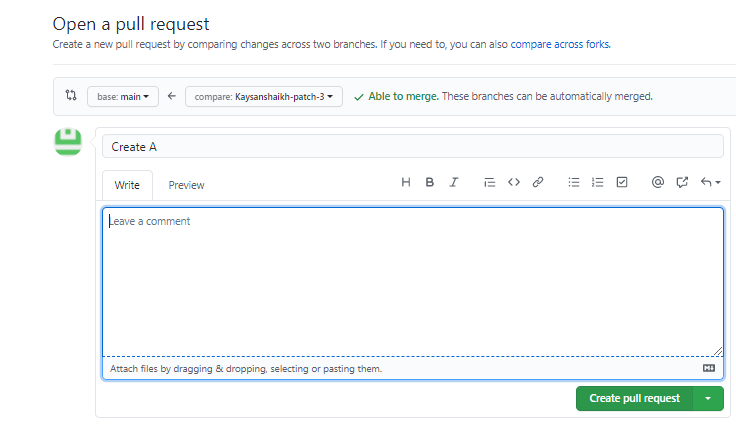 Open a pull request
Create a new pull request by comparing changes across two branches. If you need to, you can also compare across forks.
base: main
compare: Kaysanshaikh-patch-3
Able to merge. These branches can be automatically merged.
Create A
Write
Preview
Leave a comment
Attach files by dragging & dropping, selecting or pasting them.
Create pull request